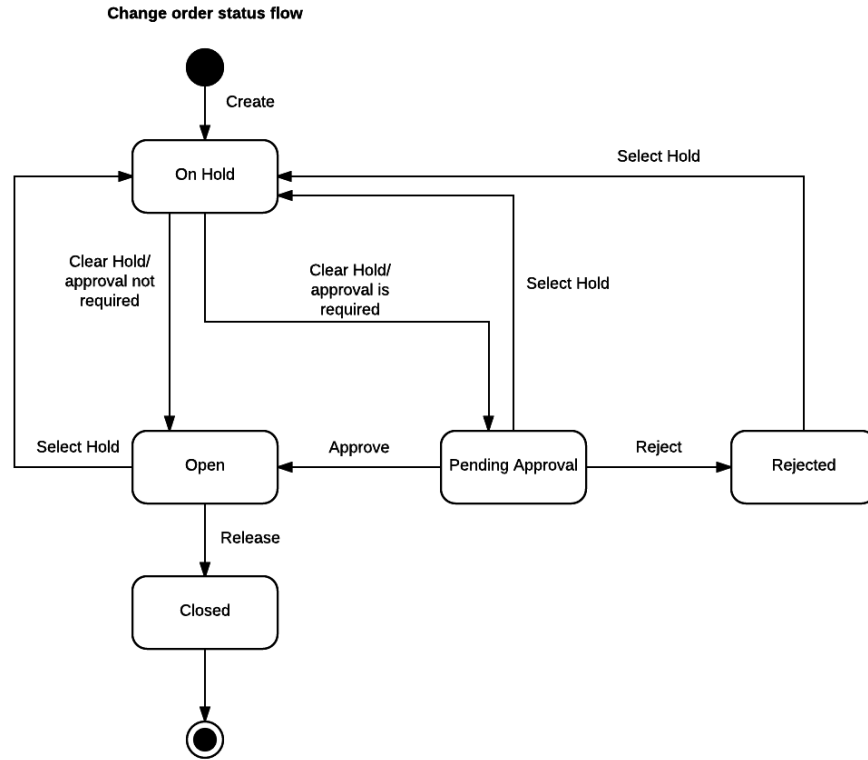 Change order status flow
Create
Select Hold
On Hold
Clear Hold/
approval not
required
Clear Hold/
approval is
required
Select Hold
Select Hold
Open
Approve
Pending Approval
Reject
Rejected
Release
Closed